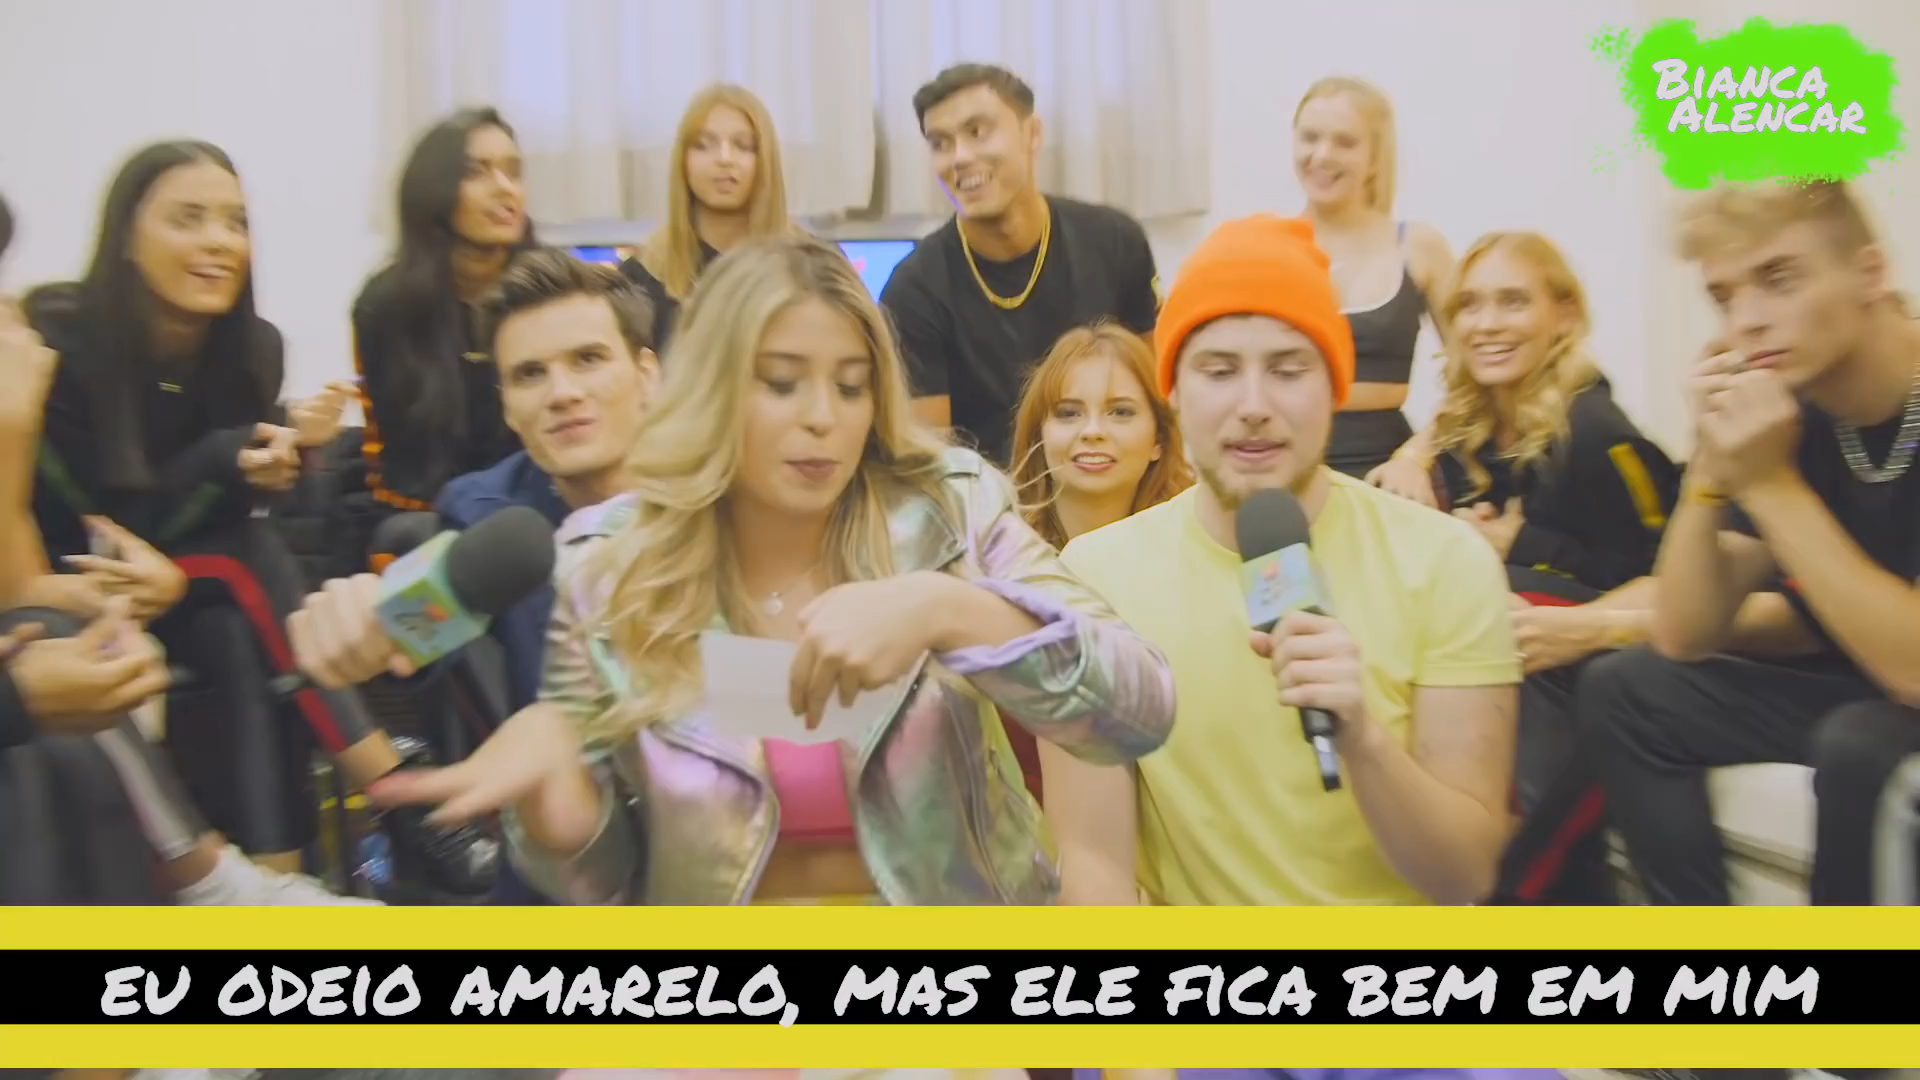 BIANCA
ALENCAR
EU ODEIO AMARELO, MAS ELE FICA BEM EM MIM